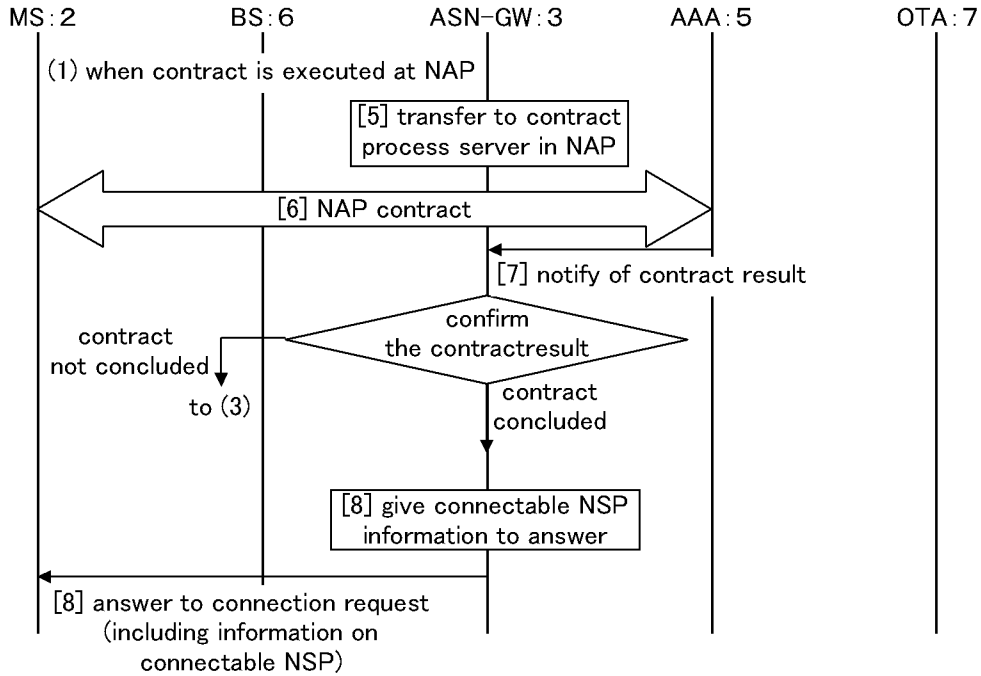 MS:2 BS:6 ASN-GW:3 AAA:5 OTA:7
(1) when contract is executed at NAP
[5] transfer to contract
process server in NAP
[6] NAP contract
[7] notify of contract result
confirm
the contractresult
contract
not concluded
to (3)
contract
concluded
[8] give connectable NSP
information to answer
[8] answer to connection request
(including information on
connectable NSP)